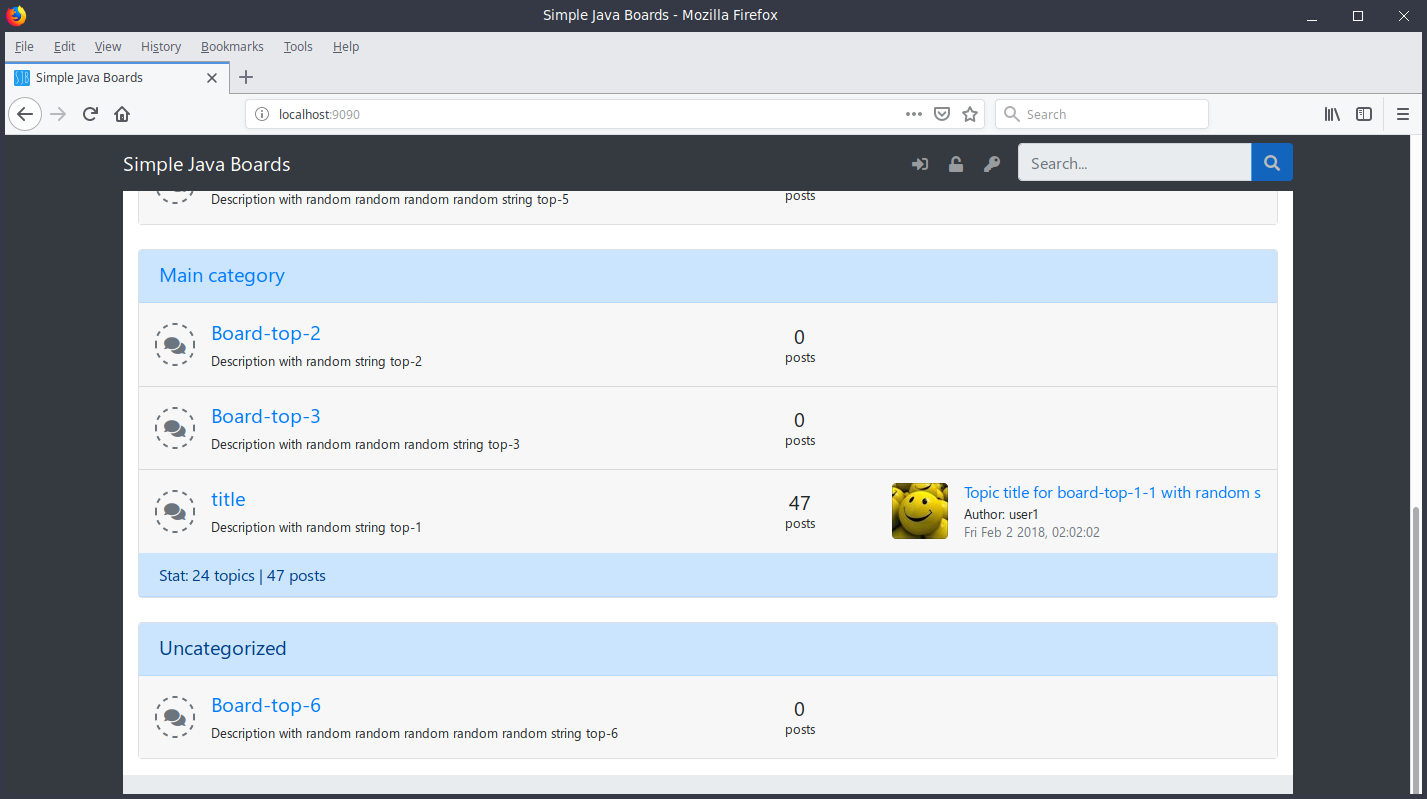 Simple Java Boards - Mozilla Firefox
File Edit View History Bookmarks Tools Help
SJB Simple Java Boards
localhost:9090
Search
Simple Java Boards
Search...
Description with random random random random string top-5
posts
Main category
Board-top-2
Description with random string top-2
0
posts
Board-top-3
Description with random random random string top-3
0
posts
title
Description with random string top-1
47
posts
Topic title for board-top-1-1 with random s
Author: user1
Fri Feb 2 2018, 02:02:02
Stat: 24 topics | 47 posts
Uncategorized
Board-top-6
Description with random random random random random string top-6
0
posts